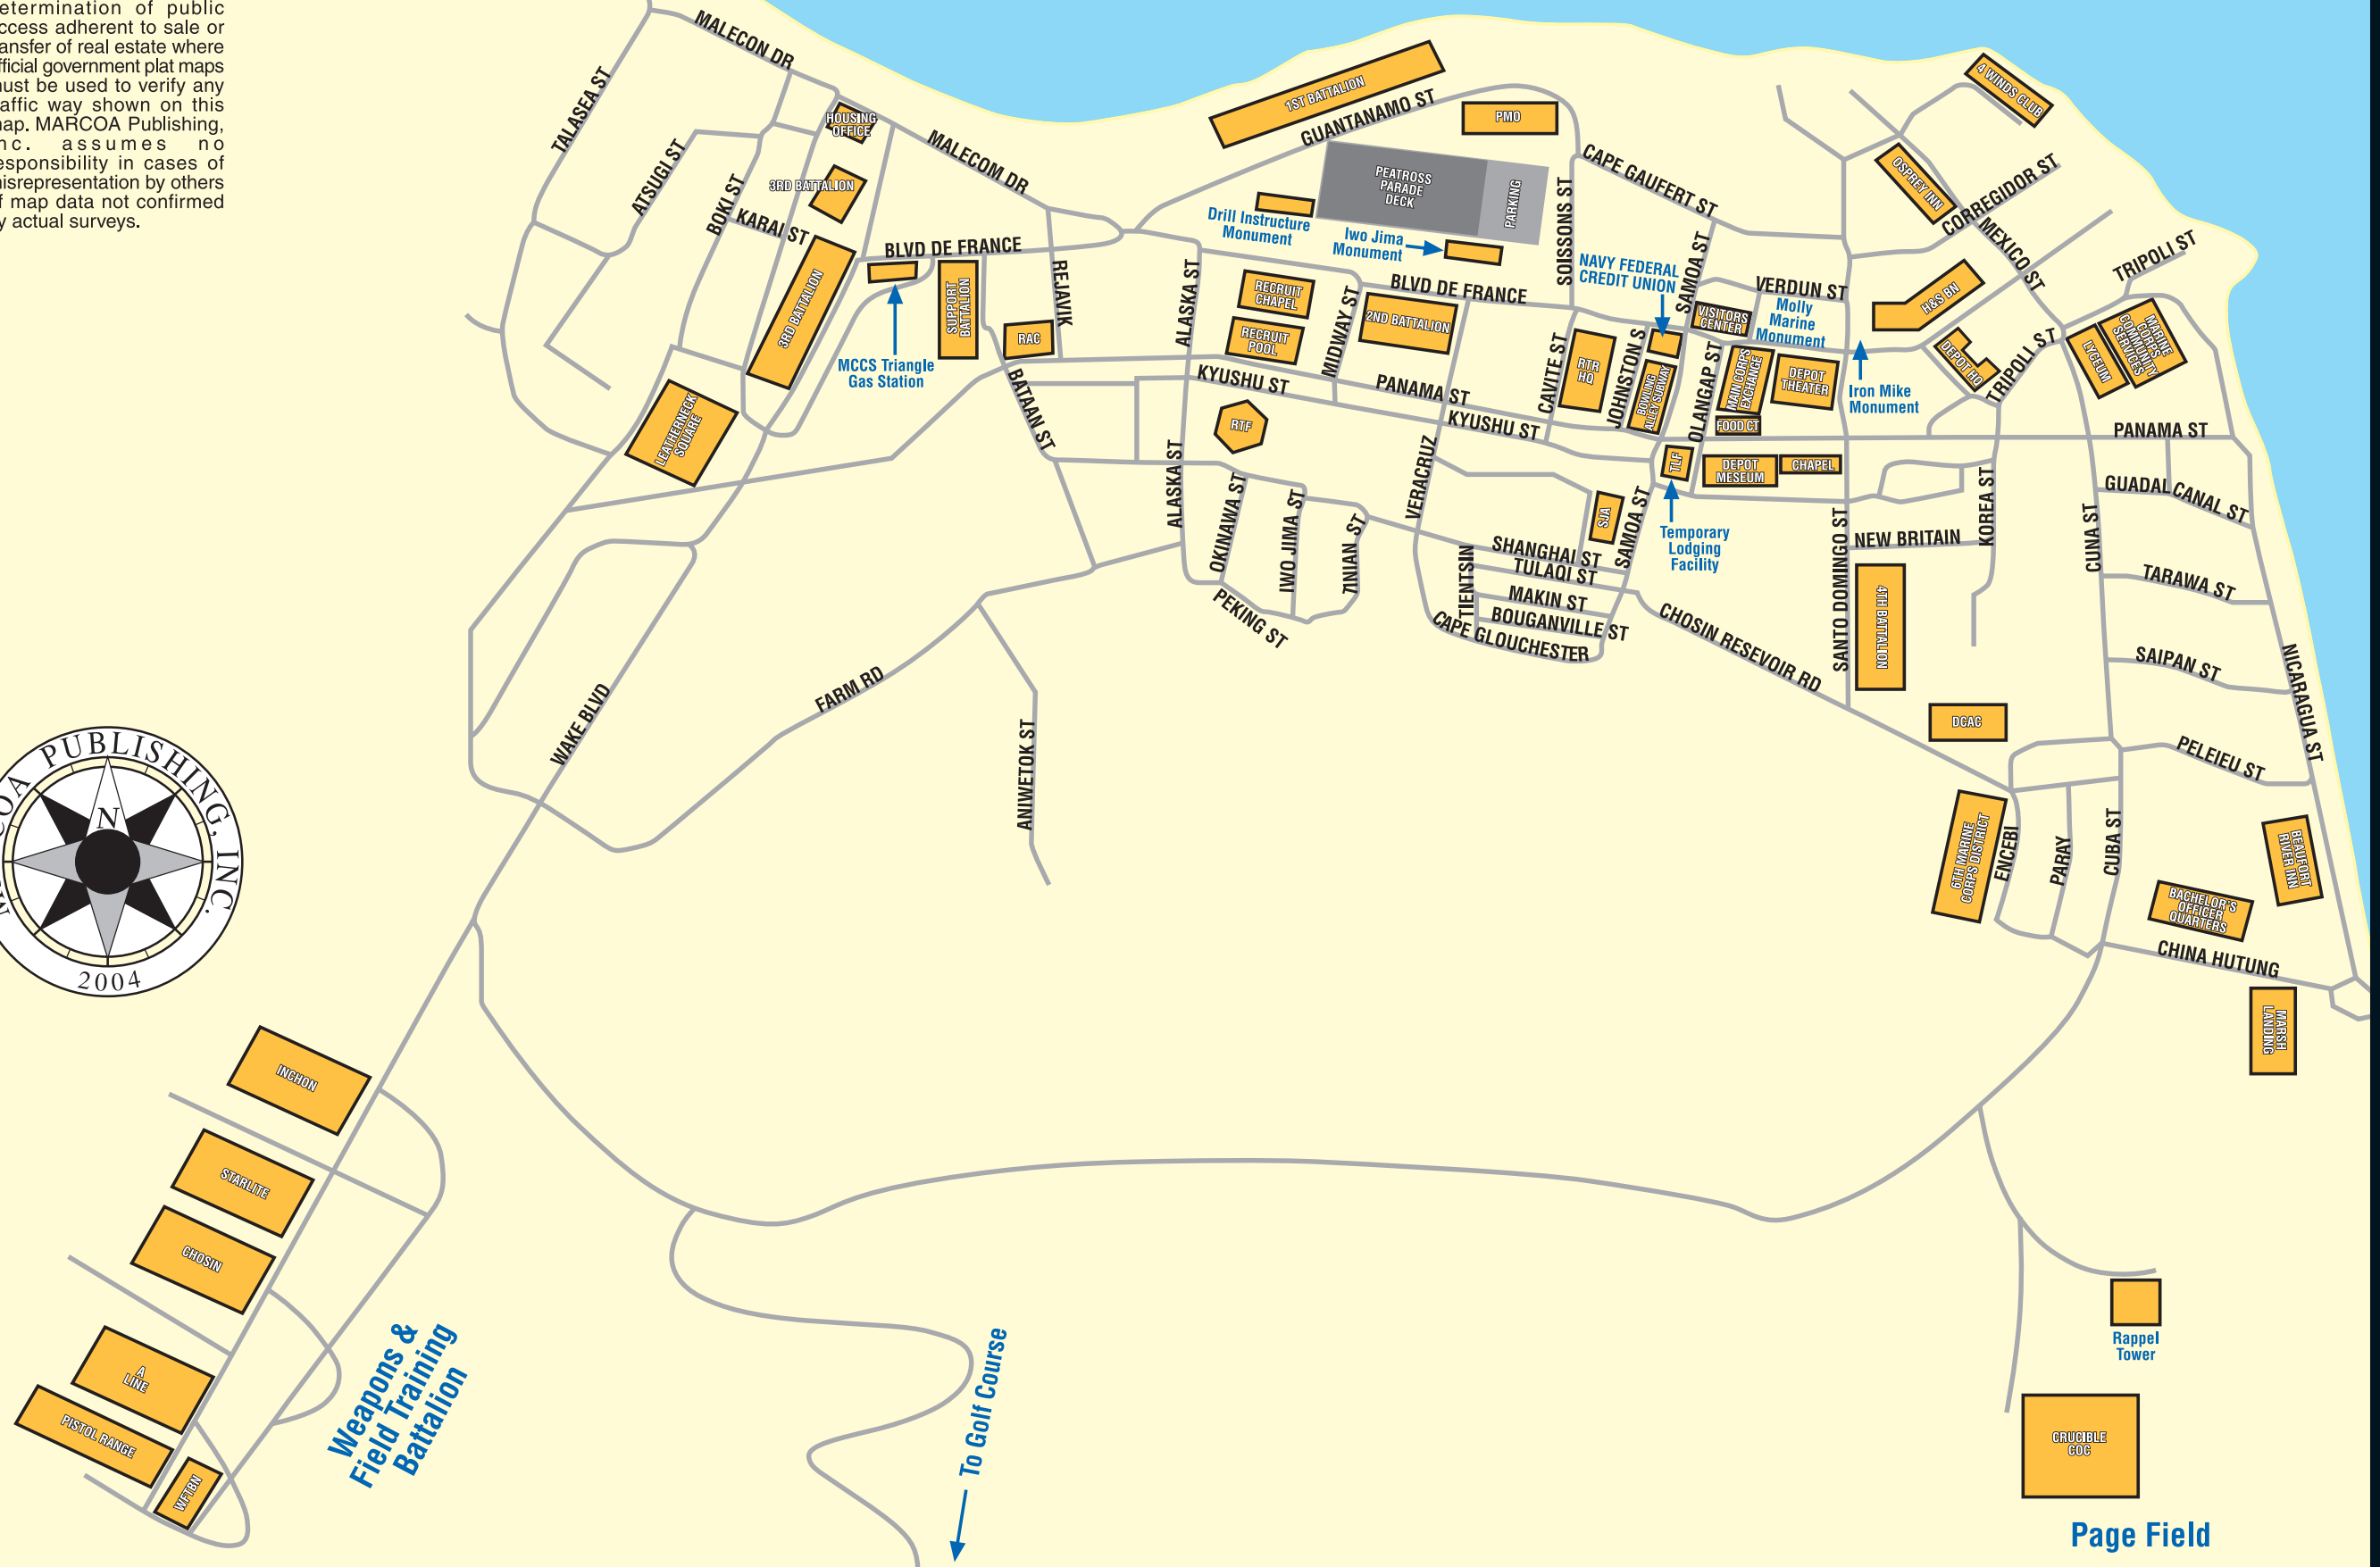 etermination of public
ccess adherent to sale or
ansfer of real estate where
fficial government plat maps
ust be used to verify any
affic way shown on this
ap. MARCOA Publishing,
nc. assumes no
esponsibility in cases of
isrepresentation by others
f map data not confirmed
y actual surveys.
MALECON DR
TALASEA ST
ATSUGI ST
BOKI ST
KARAI ST
HOUSING
OFFICE
3RD BATTALION
MALECOM DR
BLVD DE FRANCE
3RD BATTALION
SUPPORT
BATTALION
MCCS Triangle
Gas Station
RAC
REJAVIK
BATAAN ST
LEATHERNECK
SQUARE
1ST BATTALION
GUANTANAMO ST
PMO
PEATROSS
PARADE
DECK
PARKING
Drill Instructure
Monument
Iwo Jima
Monument
SOISSONS ST
CAPE GAUFERT ST
SAMOA ST
NAVY FEDERAL
CREDIT UNION
VERDUN ST
Molly
Marine
Monument
VISITORS
CENTER
4 WINDS CLUB
OSPREY INN
CORREGIDOR ST
MEXICO ST
TRIPOLI ST
H&S BN
DEPOT HQ
TRIPOLI ST
LYCEUM
MARINE
CORPS
COMMUNITY
SERVICES
Iron Mike
Monument
ALASKA ST
RECRUIT
CHAPEL
RECRUIT
POOL
MIDWAY ST
BLVD DE FRANCE
2ND BATTALION
CAVITE ST
RTR
HQ
JOHNSTON S
BOWLING
ALLEY SUBWAY
OLANGAP ST
MAIN CORPS
EXCHANGE
FOOD CT
DEPOT
THEATER
KYUSHU ST
PANAMA ST
KYUSHU ST
RTF
TLF
DEPOT
MESEUM
CHAPEL
PANAMA ST
GUADALCANAL ST
ALASKA ST
OKINAWA ST
IWO JIMA ST
TINIAN ST
PEKING ST
VERACRUZ
SJA
SAMOA ST
Temporary
Lodging
Facility
SHANGHAI ST
TULAQI ST
TIENTSIN
MAKIN ST
BOUGANVILLE ST
CAPE GLOUCHESTER
CHOSIN RESEVOIR RD
SANTO DOMINGO ST
NEW BRITAIN
KOREA ST
4TH BATTALION
CUNA ST
TARAWA ST
SAIPAN ST
NICARAGUA ST
DCAC
PELEIEU ST
6TH MARINE
CORPS DISTRICT
ENCEBI
PARAY
CUBA ST
BEAUFORT
RIVER INN
BACHELOR'S
OFFICER
QUARTERS
CHINA HUTUNG
MARSH
LANDING
WAKE BLVD
FARM RD
ANIWETOK ST
COA PUBLISHING, INC.
N
2004
INCHON
STARLITE
CHOSIN
A
LINE
PISTOL RANGE
WFTBN
Weapons &
Field Training
Battalion
To Golf Course
Rappel
Tower
CRUCIBLE
COC
Page Field